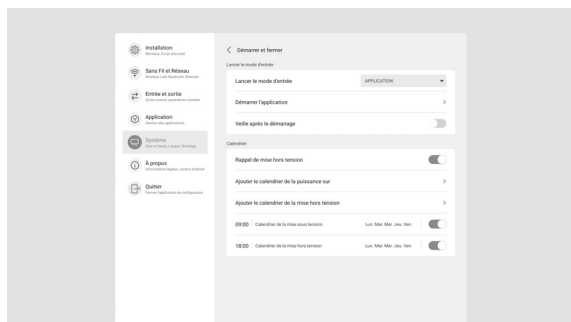 Installation
Moniteur, Écran d'accueil
Sans Fil et Réseau
Wireless LAN, Bluetooth, Ethernet
Entrée et sortie
Sortie sonore, paramètres d'entrée
Application
Gestion des applications
Système
Date et heure, Langue, Stockage
À propos
Informations légales, version Android
Quitter
Fermer l'application de configuration
Démarrer et fermer
Lancer le mode d'entrée
Lancer le mode d'entrée
APPLICATION
Démarrer l'application
Veille après le démarrage
Calendrier
Rappel de mise hors tension
Ajouter le calendrier de la puissance sur
Ajouter le calendrier de la mise hors tension
09:00 Calendrier de la mise sous tension Lun. Mar. Mer. Jeu. Ven.
18:00 Calendrier de la mise hors tension Lun. Mar. Mer. Jeu. Ven.